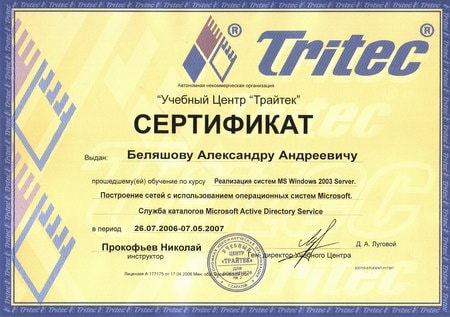 Tritec®
Автономная некоммерческая организация
"Учебный Центр "Трайтек"
СЕРТИФИКАТ
Выдан: Беляшову Александру Андреевичу
прошедшему(ей) обучение по курсу Реализация систем MS Windows 2003 Server.
Построение сетей с использованием операционных систем Microsoft.
Служба каталогов Microsoft Active Directory Service
в период 26.07.2006-07.05.2007
Прокофьев Николай
инструктор
Ген. директор Учебного Центра
Д. А. Луговой
УЧЕБНЫЙ
ЦЕНТР
«ТРАЙТЕК»
Лицензия А 177175 от 17.04.2006